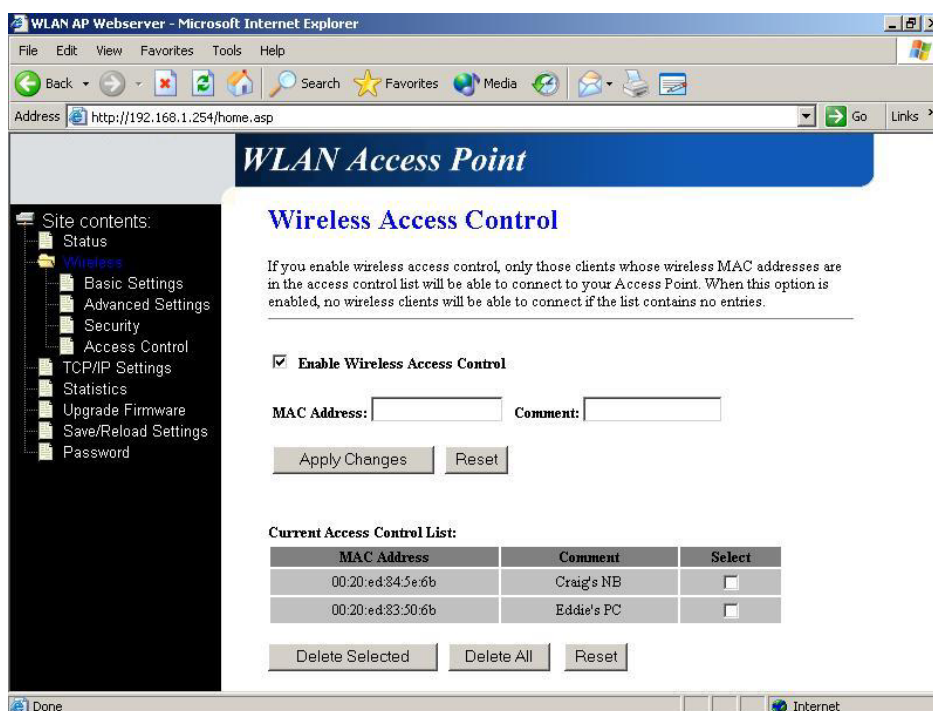 WLAN AP Webserver - Microsoft Internet Explorer
File Edit View Favorites Tools Help
Back Search Favorites Media
Address http://192.168.1.254/home.asp Go Links
WLAN Access Point
Site contents:
Status
Wireless
Basic Settings
Advanced Settings
Security
Access Control
TCP/IP Settings
Statistics
Upgrade Firmware
Save/Reload Settings
Password
Wireless Access Control
If you enable wireless access control, only those clients whose wireless MAC addresses are
in the access control list will be able to connect to your Access Point. When this option is
enabled, no wireless clients will be able to connect if the list contains no entries.
Enable Wireless Access Control
MAC Address: Comment:
Apply Changes Reset
Current Access Control List:
MAC Address Comment Select
00:20:ed:84:5e:6b Craig's NB
00:20:ed:83:50:6b Eddie's PC
Delete Selected Delete All Reset
Done Internet